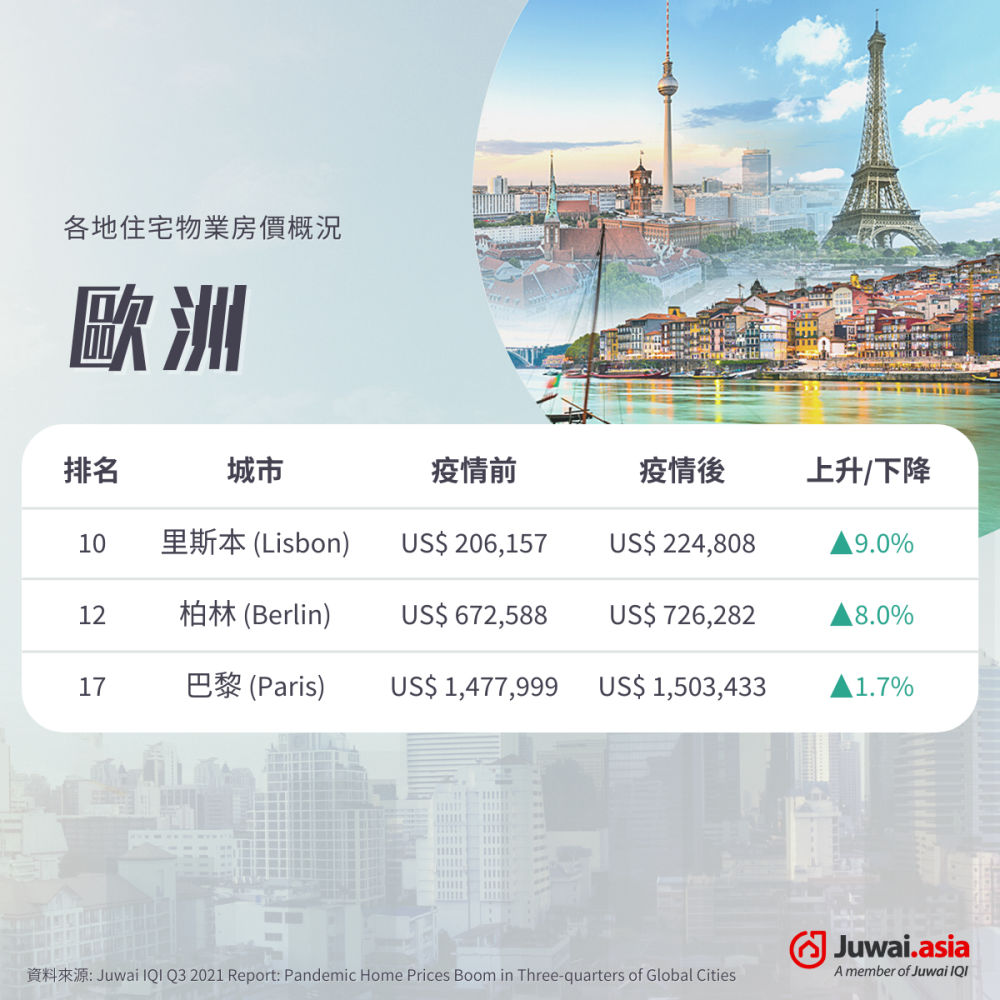 各地住宅物業房價概況
歐洲
排名 城市 疫情前 疫情後 上升/下降
10 里斯本 (Lisbon) US$ 206,157 US$ 224,808 ▲9.0%
12 柏林 (Berlin) US$ 672,588 US$ 726,282 ▲8.0%
17 巴黎 (Paris) US$ 1,477,999 US$ 1,503,433 ▲1.7%
Juwai.asia
A member of Juwai IQI
資料來源: Juwai IQI Q3 2021 Report: Pandemic Home Prices Boom in Three-quarters of Global Cities